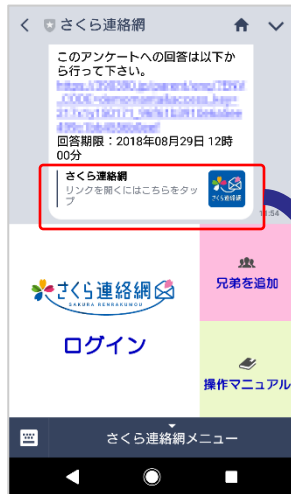 さくら連絡網
このアンケートへの回答は以下か
ら行って下さい。
回答期限:2018年08月29日 12時
00分
さくら連絡網
リンクを開くにはこちらをタッ
プ
さくら連絡網
11:54
さくら連絡網
SAKURA RENRAKUMOU
ログイン
兄弟を追加
操作マニュアル
さくら連絡網メニュー